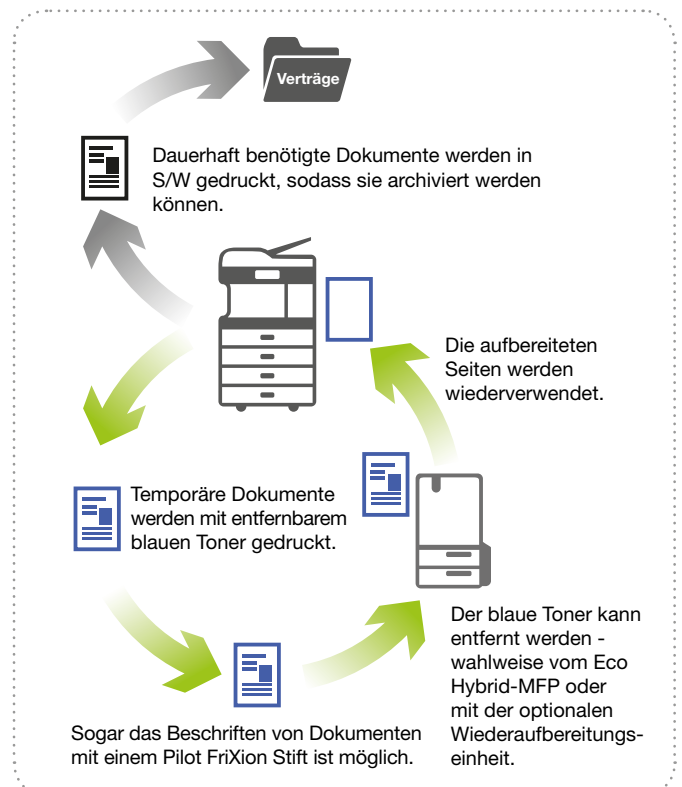 Verträge
Dauerhaft benötigte Dokumente werden in
S/W gedruckt, sodass sie archiviert werden
können.
Die aufbereiteten
Seiten werden
wiederverwendet.
Temporäre Dokumente
werden mit entfernbarem
blauen Toner gedruckt.
Der blaue Toner kann
entfernt werden -
wahlweise vom Eco
Hybrid-MFP oder
mit der optionalen
Wiederaufbereitungs-
einheit.
Sogar das Beschriften von Dokumenten
mit einem Pilot FriXion Stift ist möglich.